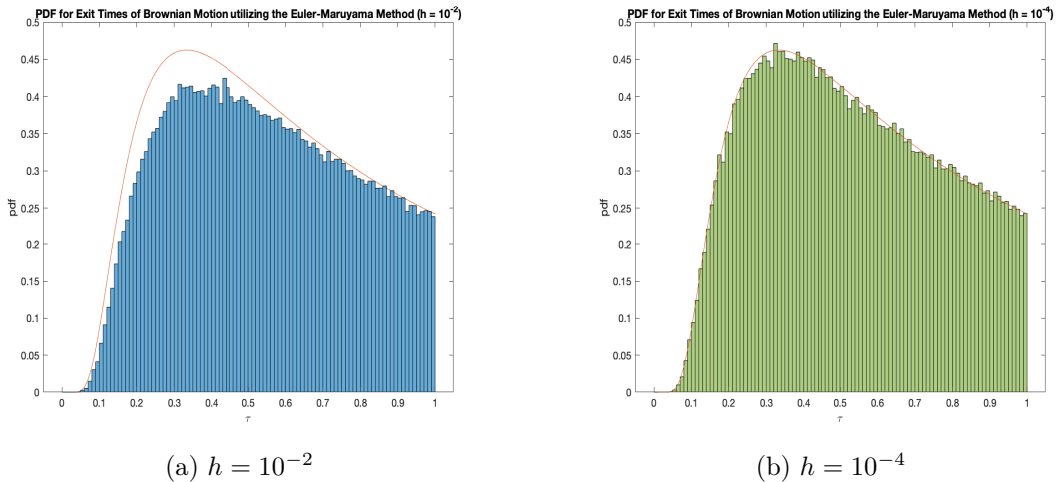 PDF for Exit Times of Brownian Motion utilizing the Euler-Maruyama Method (h = 10⁻²)
0.5
0.45
0.4
0.35
0.3
0.25
0.2
0.15
0.1
0.05
0
pdf
0 0.1 0.2 0.3 0.4 0.5 0.6 0.7 0.8 0.9 1
τ
(a) h = 10⁻²
PDF for Exit Times of Brownian Motion utilizing the Euler-Maruyama Method (h = 10⁻⁴)
0.5
0.45
0.4
0.35
0.3
0.25
0.2
0.15
0.1
0.05
0
pdf
0 0.1 0.2 0.3 0.4 0.5 0.6 0.7 0.8 0.9 1
τ
(b) h = 10⁻⁴